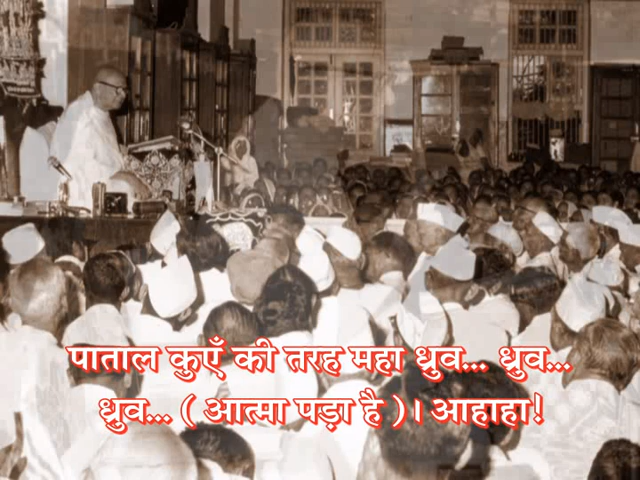 पाताल कुएँ की तरह महा ध्रुव... ध्रुव...
ध्रुव... ( आत्मा पड़ा है )। आहाहा!